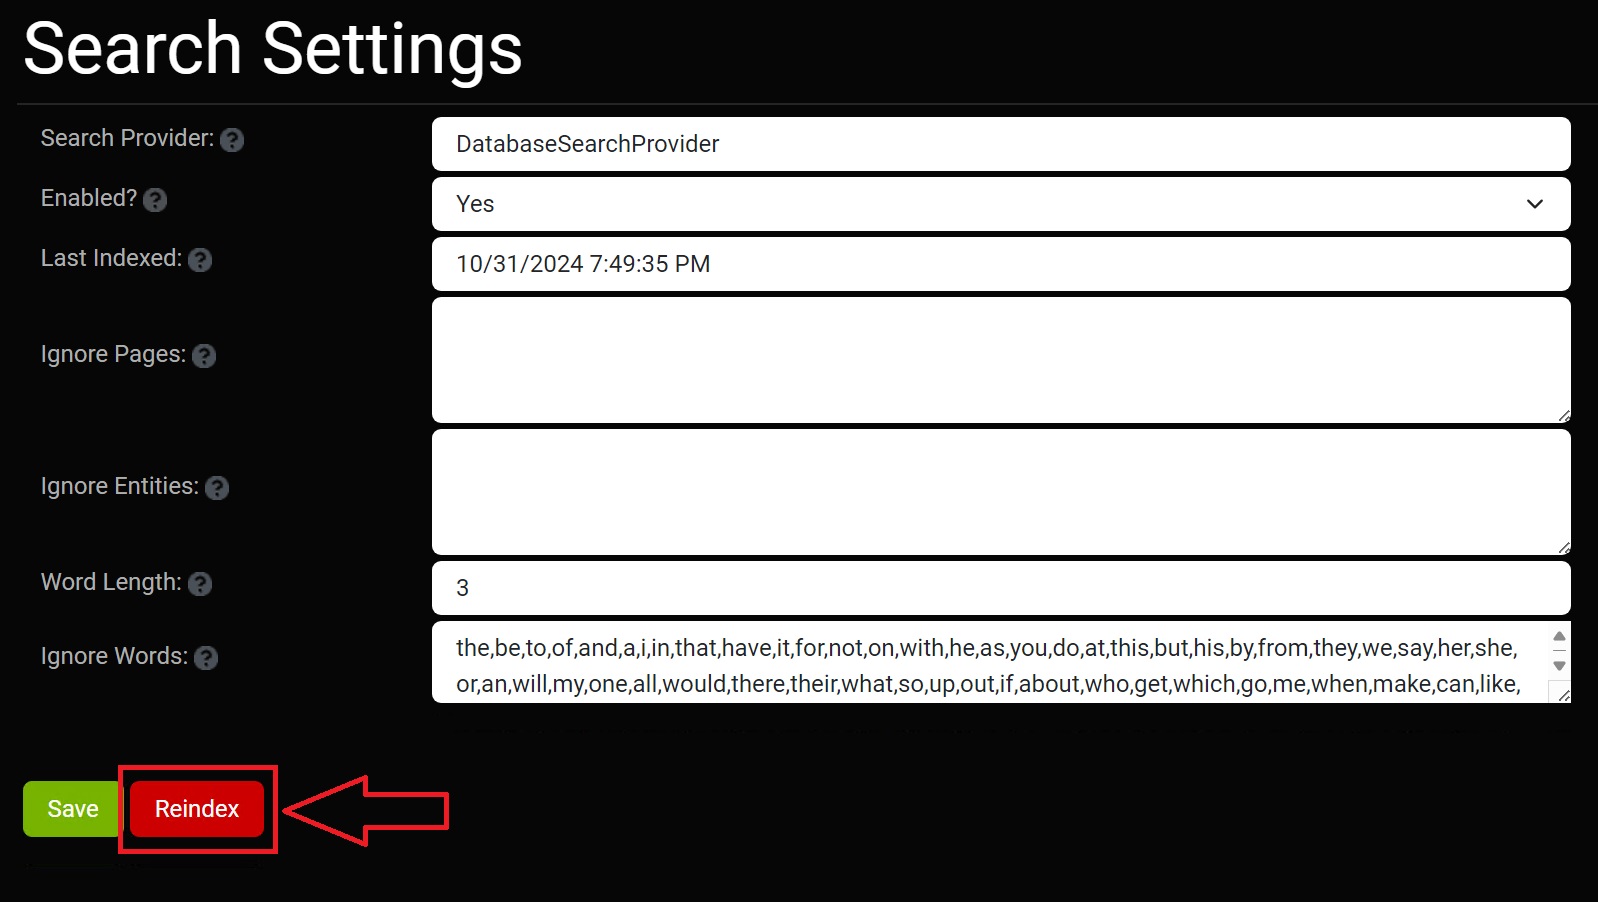 Search Settings
Search Provider: ?
DatabaseSearchProvider
Enabled? ?
Yes
Last Indexed: ?
10/31/2024 7:49:35 PM
Ignore Pages: ?
Ignore Entities: ?
Word Length: ?
3
Ignore Words: ?
the,be,to,of,and,a,i,in,that,have,it,for,not,on,with,he,as,you,do,at,this,but,his,by,from,they,we,say,her,she,
or,an,will,my,one,all,would,there,their,what,so,up,out,if,about,who,get,which,go,me,when,make,can,like,
Save
Reindex